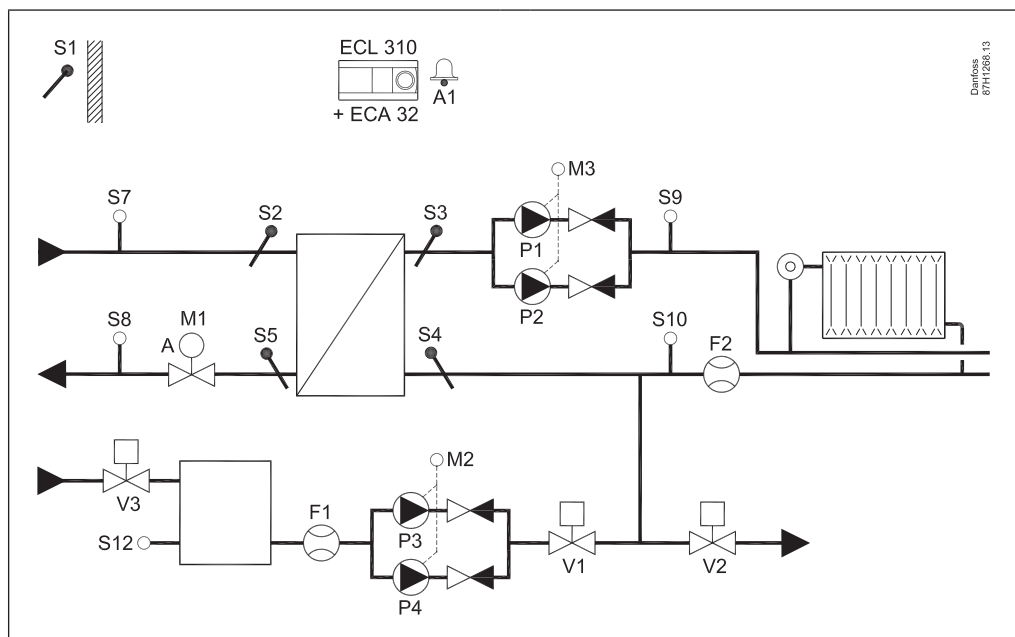 S1
ECL 310
A1
+ ECA 32
Danfoss
87H1268.13
M3
S7
S2
S3
S9
P1
P2
S8
M1
A
S5
S4
S10
F2
M2
V3
F1
P3
S12
V1
V2
P4